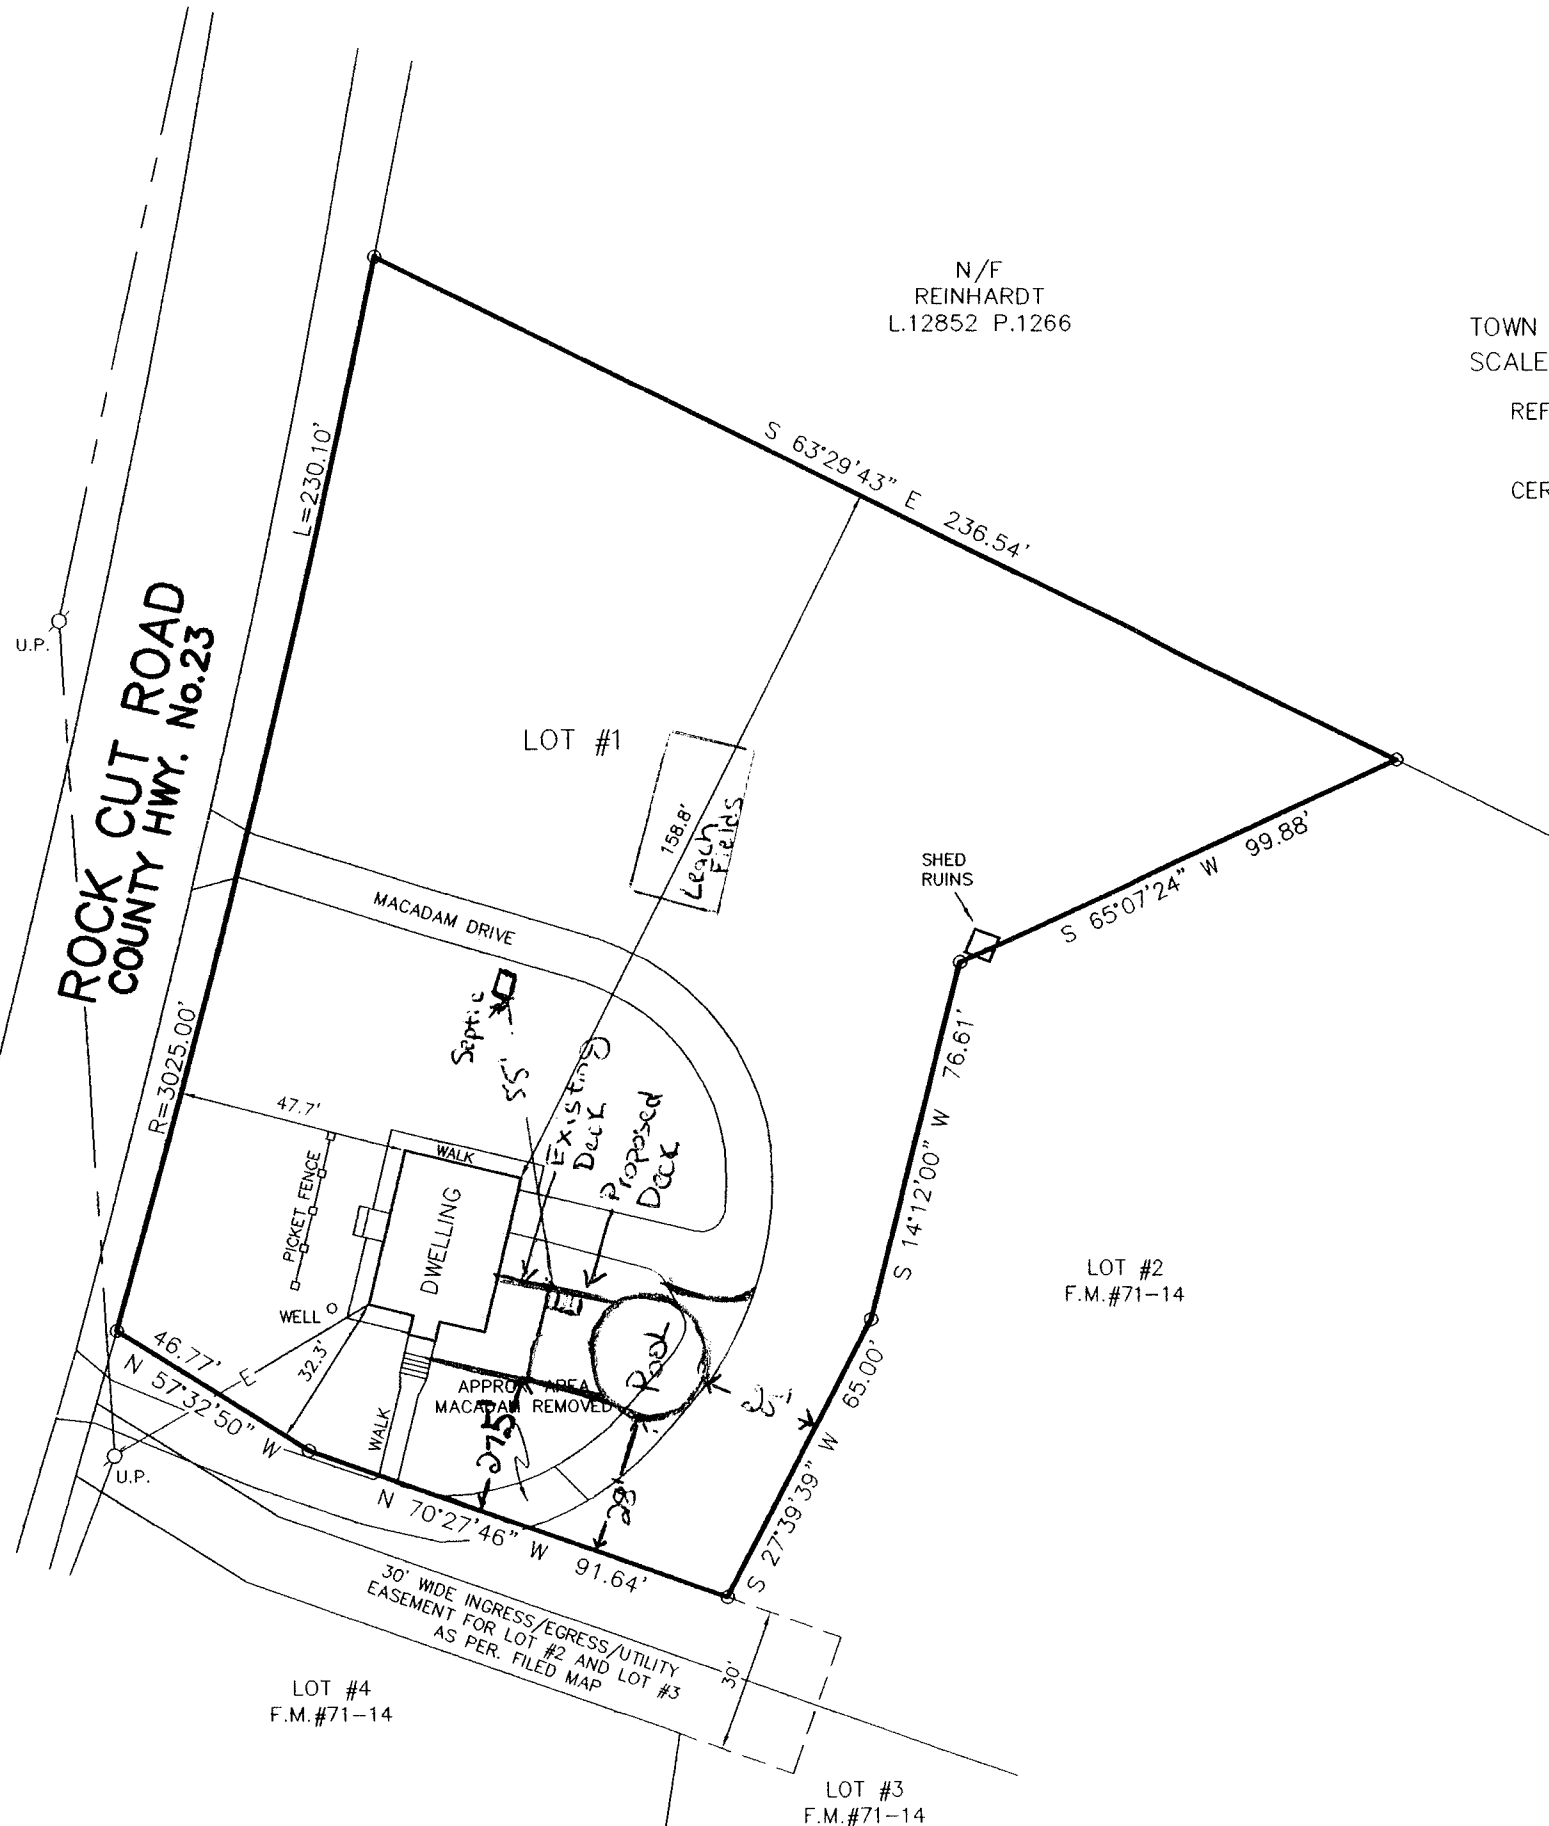 N/F
REINHARDT
L.12852 P.1266
TOWN
SCALE
REF
CER
S 63°29'43" E 236.54'
L=230.10'
U.P.
ROCK CUT ROAD
COUNTY HWY. No.23
LOT #1
158.8'
Leach
Fields
SHED
RUINS
S 65°07'24" W 99.88'
MACADAM DRIVE
Septic
55'
Existing
Deck
Proposed
Deck
R=3025.00'
47.7'
S 14°12'00" W 76.61'
WALK
PICKET FENCE
DWELLING
LOT #2
F.M.#71-14
WELL
46.77'
N 57°32'50" W
E
32.3'
POOL
APPROX AREA
MACADAM REMOVED
WALK
275
28'
S 27°39'39" W 65.00'
U.P.
N 70°27'46" W 91.64'
30' WIDE INGRESS/EGRESS/UTILITY
EASEMENT FOR LOT #2 AND LOT #3
AS PER. FILED MAP
30'
LOT #4
F.M.#71-14
LOT #3
F.M.#71-14